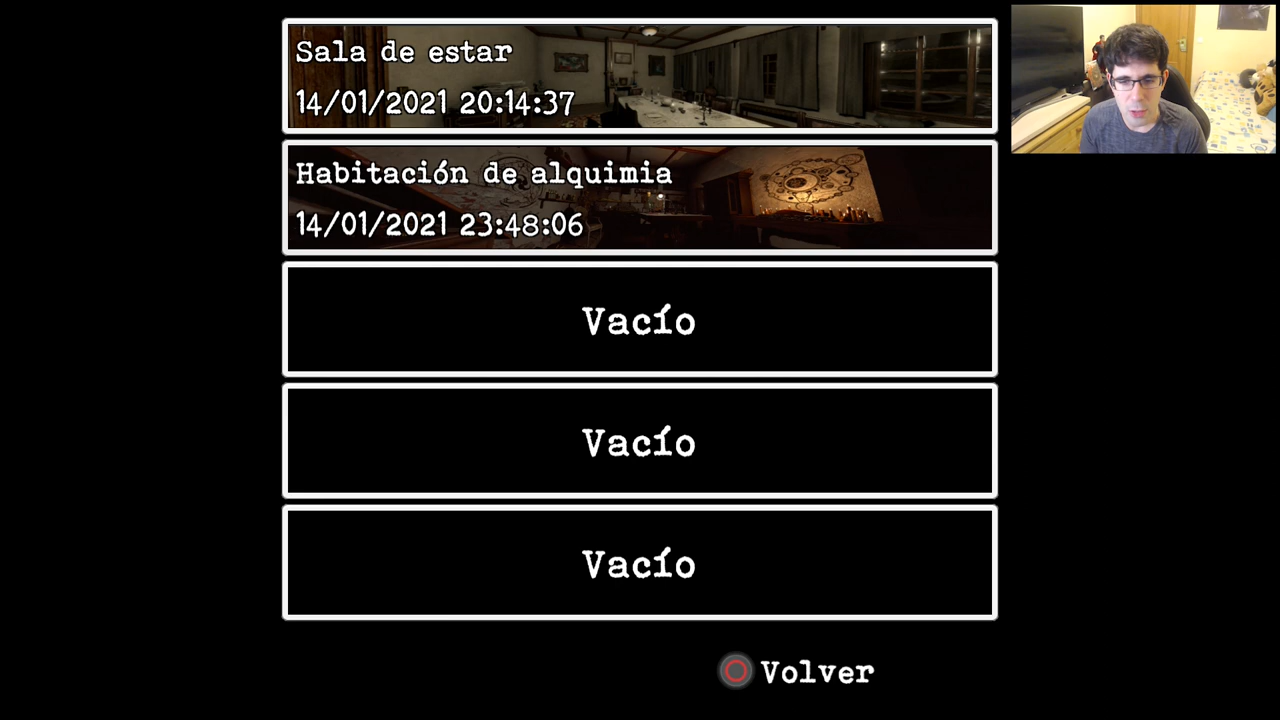 Sala de estar
14/01/2021 20:14:37
Habitación de alquimia
14/01/2021 23:48:06
Vacío
Vacío
Vacío
Volver